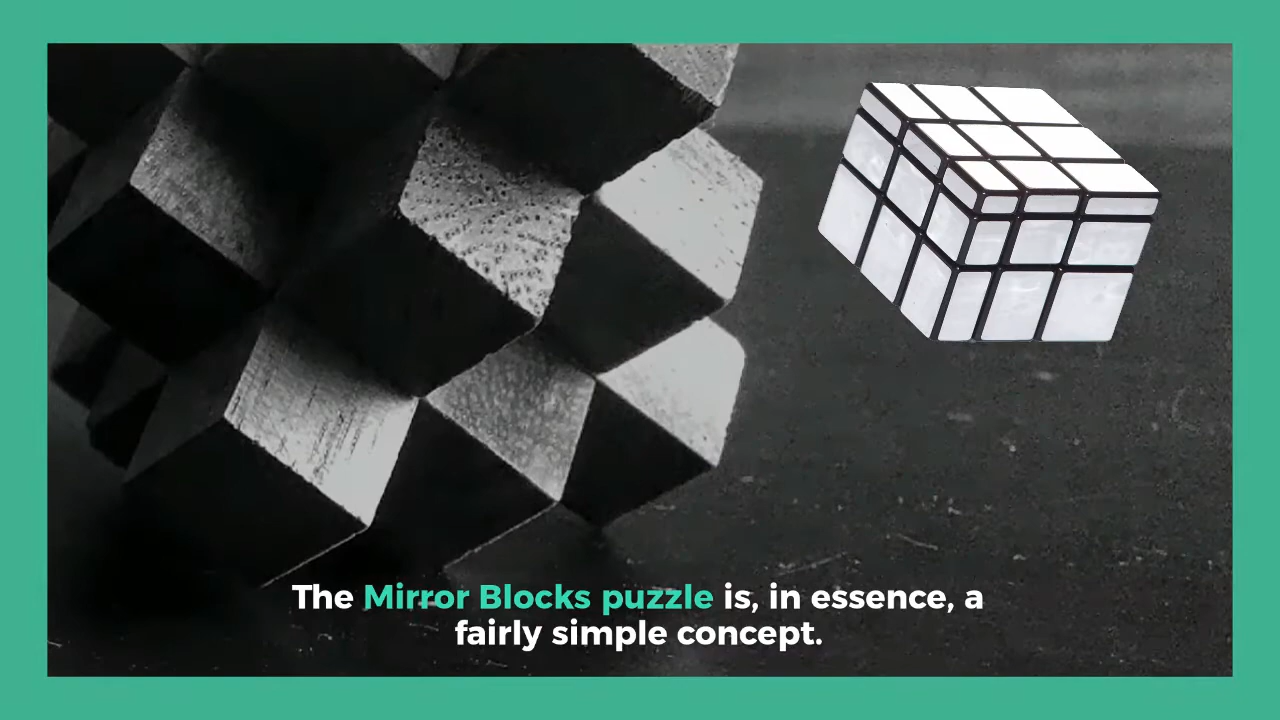 The Mirror Blocks puzzle is, in essence, a
fairly simple concept.